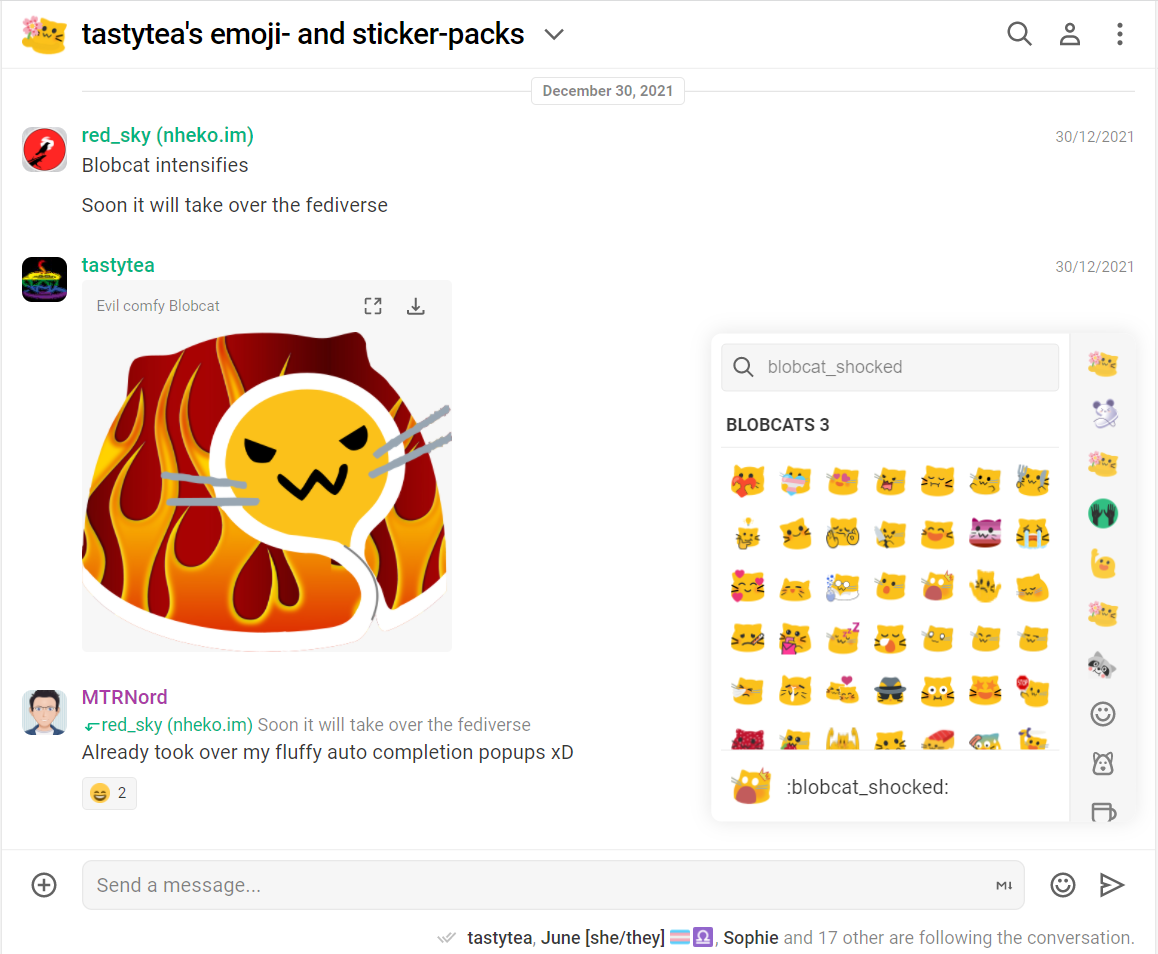 tastytea's emoji- and sticker-packs
December 30, 2021
red_sky (nheko.im)
30/12/2021
Blobcat intensifies
Soon it will take over the fediverse
tastytea
30/12/2021
Evil comfy Blobcat
MTRNord
red_sky (nheko.im) Soon it will take over the fediverse
Already took over my fluffy auto completion popups xD
😄 2
blobcat_shocked
BLOBCATS 3
:blobcat_shocked:
Send a message...
M↓
tastytea, June [she/they] 🏳️‍⚧️♎, Sophie and 17 other are following the conversation.